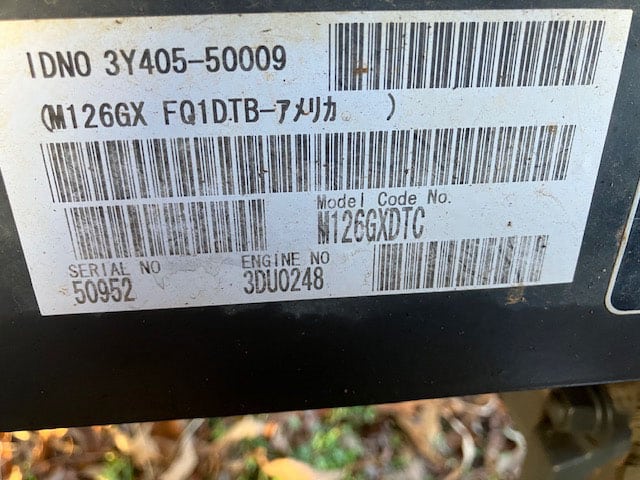 IDNO 3Y405-50009
(M126GX FQ1DTB-アメリカ )
Model Code No.
M126GXDTC
SERIAL NO ENGINE NO
50952 3DU0248